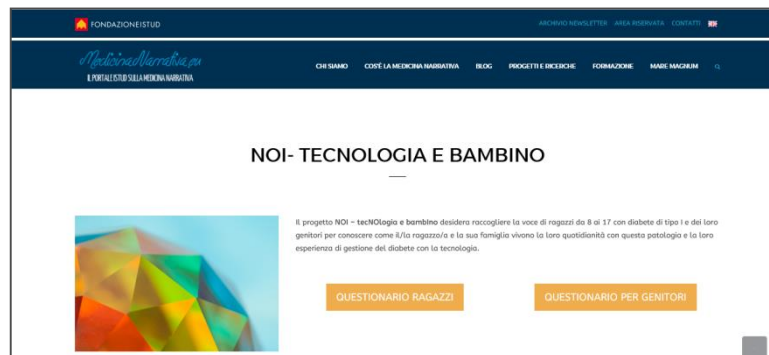 FONDAZIONEISTUD
ARCHIVIO NEWSLETTER AREA RISERVATA CONTATTI
MedicinaNarrativa.eu
IL PORTALE ISTUD SULLA MEDICINA NARRATIVA
CHI SIAMO COS'È LA MEDICINA NARRATIVA BLOG PROGETTI E RICERCHE FORMAZIONE MARE MAGNUM
NOI- TECNOLOGIA E BAMBINO
Il progetto NOI – tecNOlogia e bambino desidera raccogliere la voce di ragazzi da 8 ai 17 con diabete di tipo I e dei loro
genitori per conoscere come il/la ragazzo/a e la sua famiglia vivono la loro quotidianità con questa patologia e la loro
esperienza di gestione del diabete con la tecnologia.
QUESTIONARIO RAGAZZI QUESTIONARIO PER GENITORI